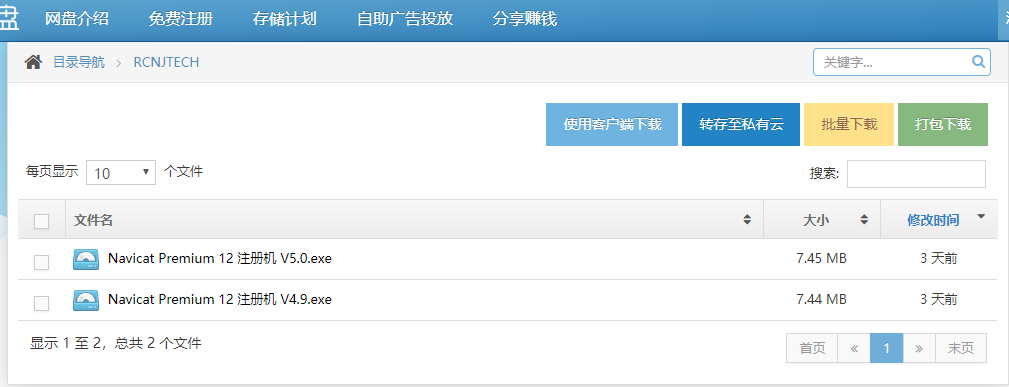 盘 网盘介绍 免费注册 存储计划 自助广告投放 分享赚钱
目录导航 > RCNJTECH 关键字...
使用客户端下载 转存至私有云 批量下载 打包下载
每页显示 10 个文件 搜索:
文件名 大小 修改时间
Navicat Premium 12 注册机 V5.0.exe 7.45 MB 3 天前
Navicat Premium 12 注册机 V4.9.exe 7.44 MB 3 天前
显示 1 至 2，总共 2 个文件 首页 « 1 » 末页